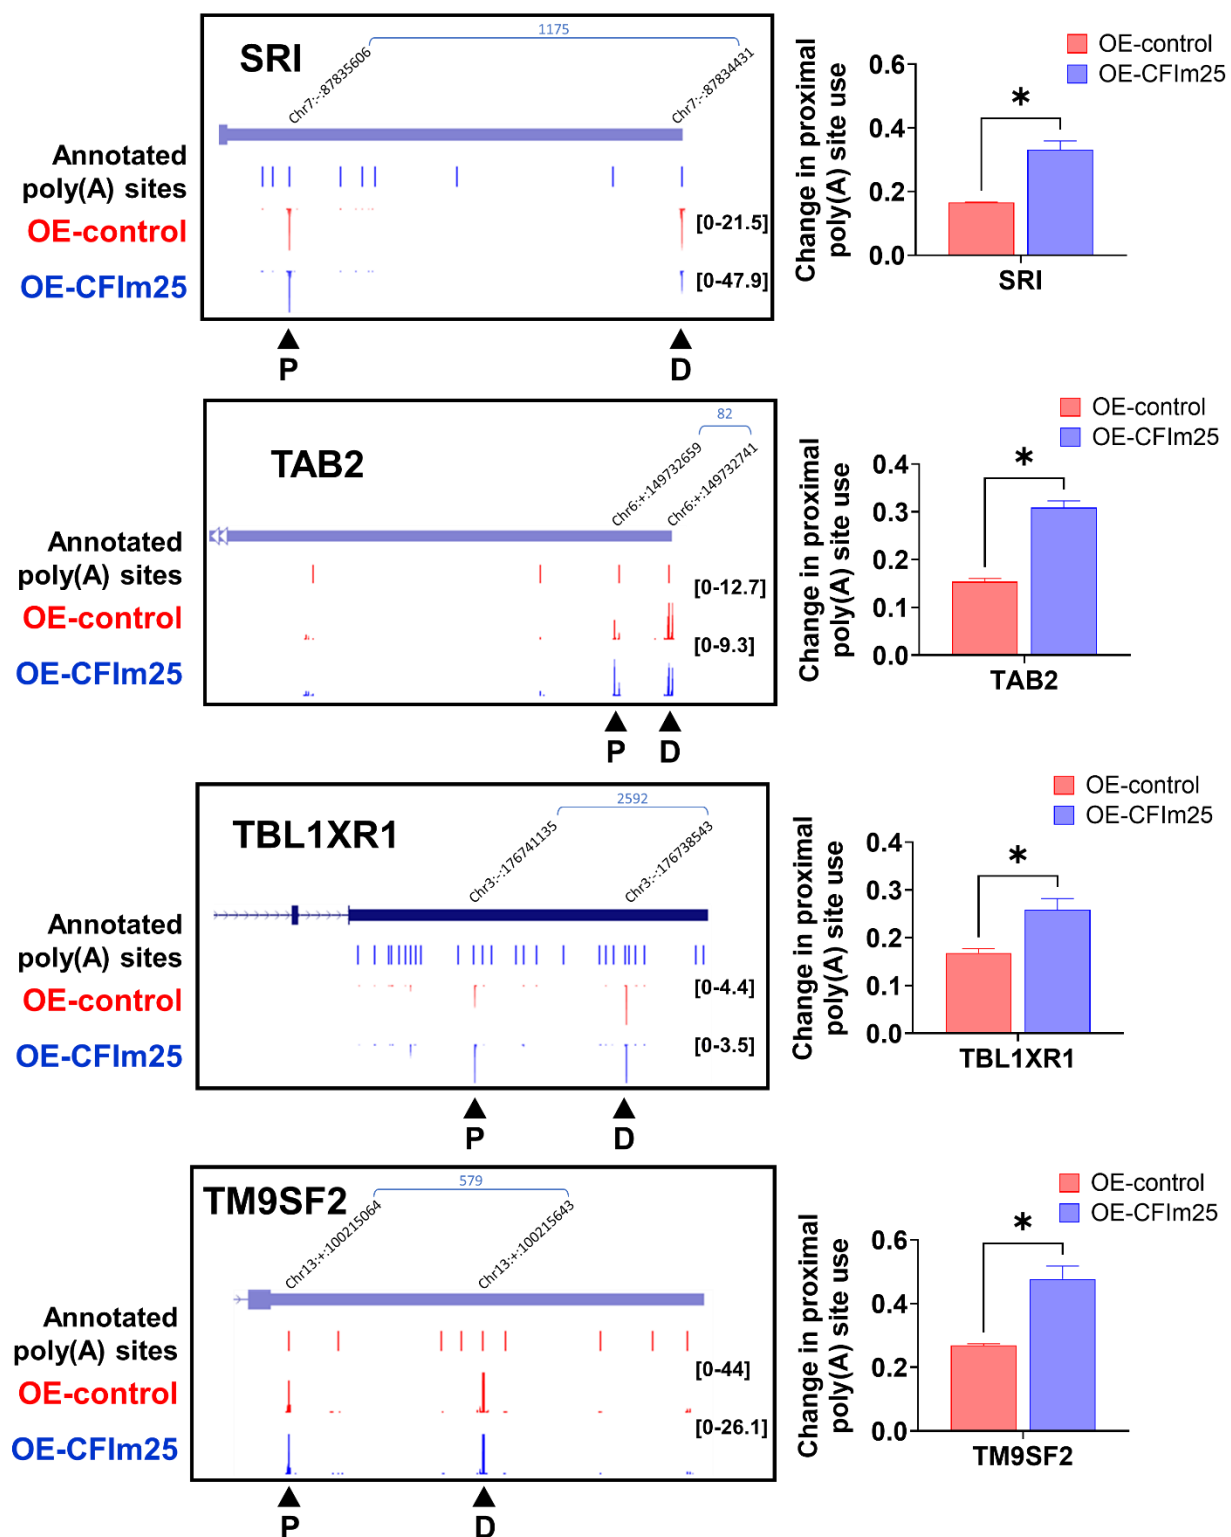 SRI
1175
Chr7:-:87835606
Chr7:-:87834431
Annotated
poly(A) sites
OE-control
[0-21.5]
OE-CFIm25
[0-47.9]
P
D
OE-control
OE-CFIm25
Change in proximal
poly(A) site use
0.6
0.4
0.2
0.0
*
SRI
TAB2
82
Chr6:+:149732659
Chr6:+:149732741
Annotated
poly(A) sites
[0-12.7]
OE-control
[0-9.3]
OE-CFIm25
P
D
OE-control
OE-CFIm25
Change in proximal
poly(A) site use
0.4
0.3
0.2
0.1
0.0
*
TAB2
TBL1XR1
2592
Chr3:-:176741135
Chr3:-:176738543
Annotated
poly(A) sites
OE-control
[0-4.4]
OE-CFIm25
[0-3.5]
P
D
OE-control
OE-CFIm25
Change in proximal
poly(A) site use
0.4
0.3
0.2
0.1
0.0
*
TBL1XR1
TM9SF2
579
Chr13:+:100215064
Chr13:+:100215643
Annotated
poly(A) sites
[0-44]
OE-control
[0-26.1]
OE-CFIm25
P
D
OE-control
OE-CFIm25
Change in proximal
poly(A) site use
0.6
0.4
0.2
0.0
*
TM9SF2